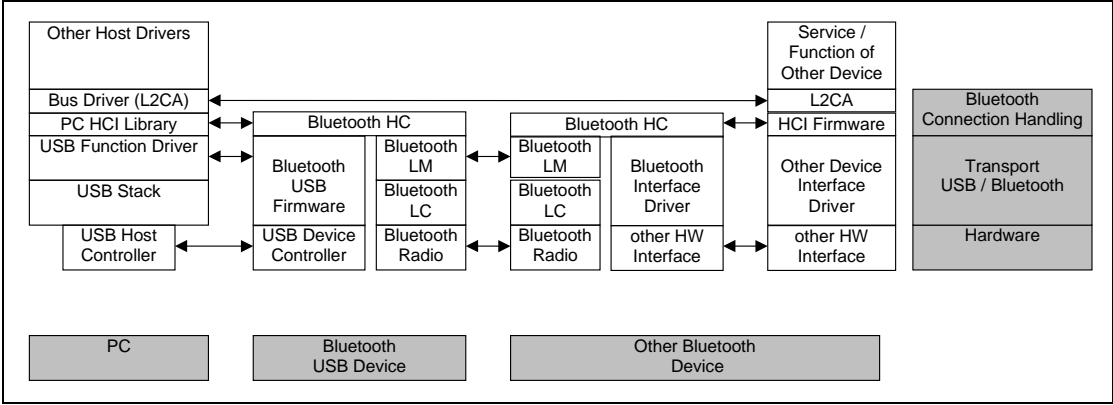 Other Host Drivers
Bus Driver (L2CA)
PC HCI Library
USB Function Driver
USB Stack
USB Host
Controller
Bluetooth HC
Bluetooth
USB
Firmware
USB Device
Controller
Bluetooth
LM
Bluetooth
LC
Bluetooth
Radio
Bluetooth HC
Bluetooth
LM
Bluetooth
LC
Bluetooth
Radio
Bluetooth
Interface
Driver
other HW
Interface
Service /
Function of
Other Device
L2CA
HCI Firmware
Other Device
Interface
Driver
other HW
Interface
Bluetooth
Connection Handling
Transport
USB / Bluetooth
Hardware
PC
Bluetooth
USB Device
Other Bluetooth
Device